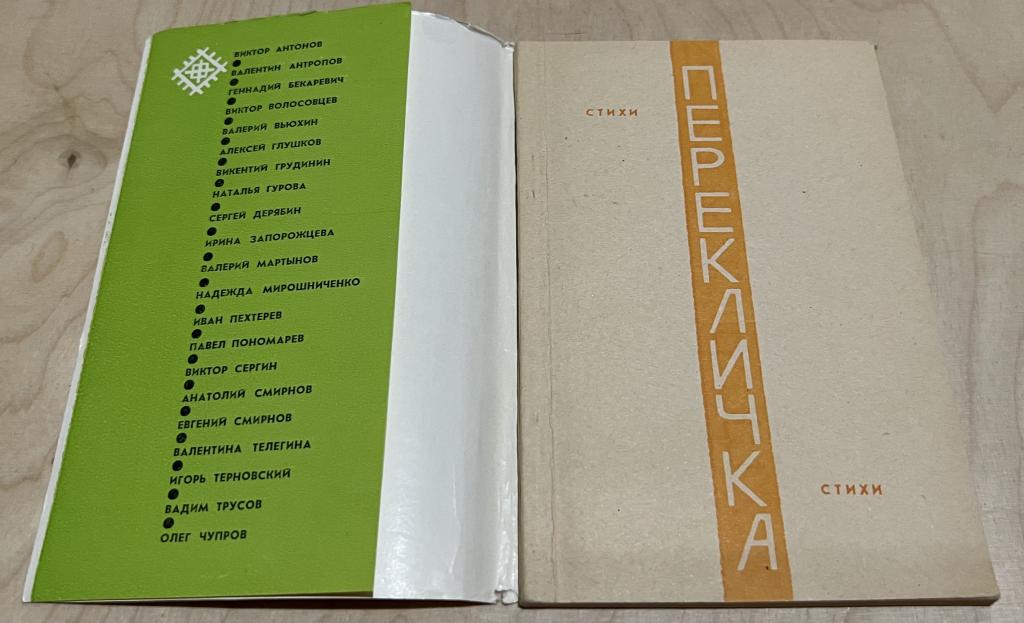 ВИКТОР АНТОНОВ
ВАЛЕНТИН АНТРОПОВ
ГЕННАДИЙ БЕКАРЕВИЧ
ВИКТОР ВОЛОСОВЦЕВ
ВАЛЕРИЙ ВЬЮХИН
АЛЕКСЕЙ ГЛУШКОВ
ВИКЕНТИЙ ГРУДИНИН
НАТАЛЬЯ ГУРОВА
СЕРГЕЙ ДЕРЯБИН
ИРИНА ЗАПОРОЖЦЕВА
ВАЛЕРИЙ МАРТЫНОВ
НАДЕЖДА МИРОШНИЧЕНКО
ИВАН ПЕХТЕРЕВ
ПАВЕЛ ПОНОМАРЕВ
ВИКТОР СЕРГИН
АНАТОЛИЙ СМИРНОВ
ЕВГЕНИЙ СМИРНОВ
ВАЛЕНТИНА ТЕЛЕГИНА
ИГОРЬ ТЕРНОВСКИЙ
ВАДИМ ТРУСОВ
ОЛЕГ ЧУПРОВ
СТИХИ
ПЕРЕКЛИЧКА
СТИХИ